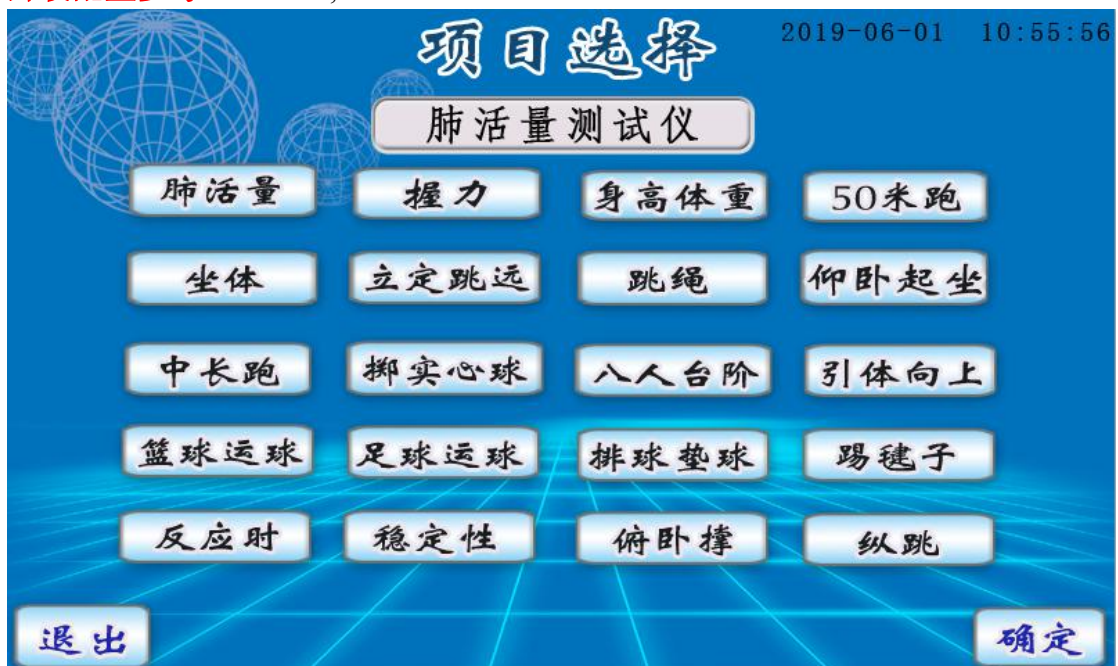 项目选择 2019-06-01 10:55:56
肺活量测试仪
肺活量 握力 身高体重 50米跑
坐体 立定跳远 跳绳 仰卧起坐
中长跑 掷实心球 八人台阶 引体向上
篮球运球 足球运球 排球垫球 踢毽子
反应时 稳定性 俯卧撑 纵跳
退出 确定